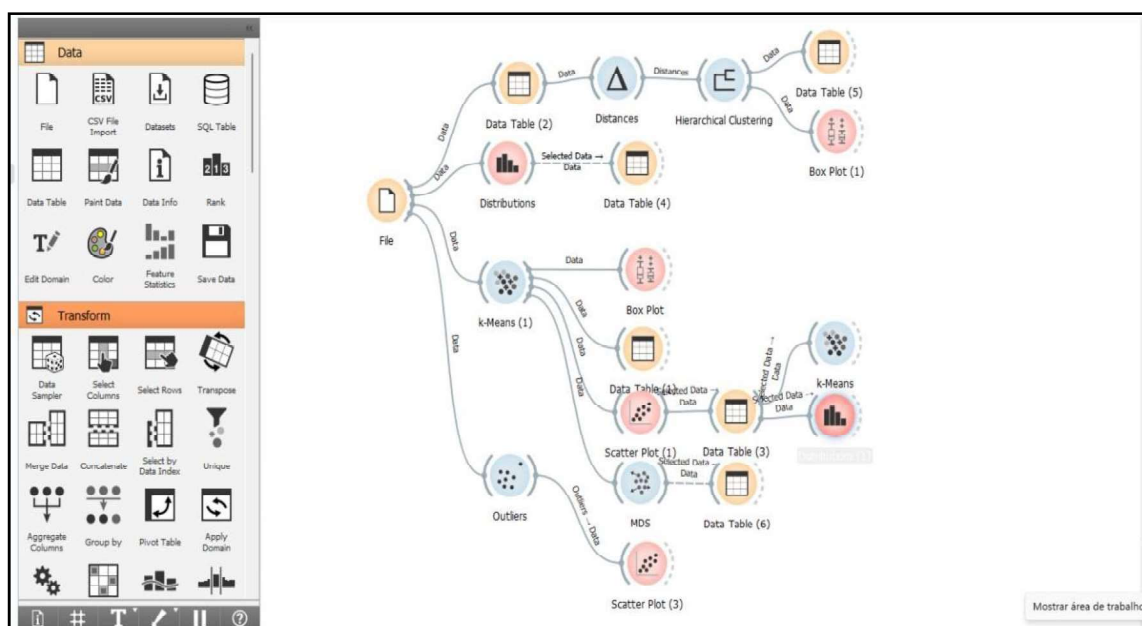 «
Data
File
CSV
CSV File
Import
Datasets
SQL Table
2 1 3
Data Table
Paint Data
Data Info
Rank
T
Edit Domain
Color
Feature
Statistics
Save Data
Transform
Data
Sampler
Select
Columns
Select Rows
Transpose
Merge Data
Concatenate
Select by
Data Index
Unique
Aggregate
Columns
Group by
Pivot Table
Apply
Domain
i # T ?
File
Data
Data
Data
Data
Data Table (2)
Data
Distances
Distances
Hierarchical Clustering
Data
Data
Data Table (5)
Box Plot (1)
Distributions
Selected Data →
Data
Data Table (4)
k-Means (1)
Data
Data
Data
Data
Box Plot
Data Table (1)
Scatter Plot (1)
Selected Data →
Data
Data Table (3)
Selected Data →
Data
k-Means
Selected Data →
Data
MDS
Selected Data →
Data
Data Table (6)
Outliers
Outliers → Data
Scatter Plot (3)
Mostrar área de trabalho